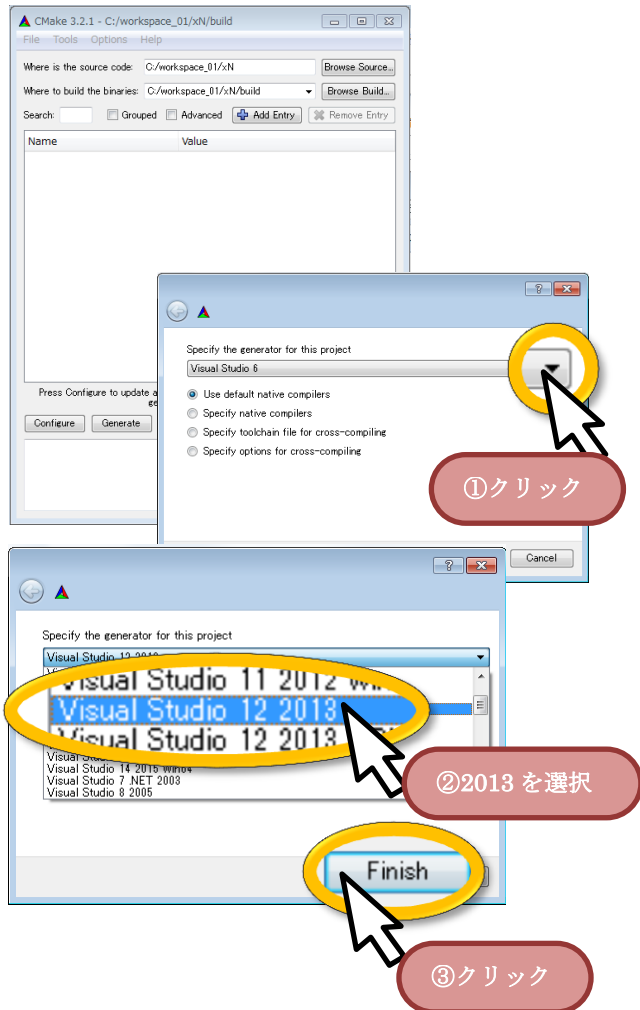 CMake 3.2.1 - C:/workspace_01/xN/build
File Tools Options Help
Where is the source code: C:/workspace_01/xN Browse Source...
Where to build the binaries: C:/workspace_01/xN/build Browse Build...
Search: Grouped Advanced Add Entry Remove Entry
Name Value
Specify the generator for this project
Visual Studio 6
Use default native compilers
Specify native compilers
Specify toolchain file for cross-compiling
Specify options for cross-compiling
Press Configure to update a
Configure Generate
①クリック
Cancel
Specify the generator for this project
Visual Studio 12 2013
Visual Studio 11 2012
Visual Studio 12 2013
Visual Studio 12 2013
Visual Studio 14 2015 Win64
Visual Studio 7 .NET 2003
Visual Studio 8 2005
②2013 を選択
Finish
③クリック